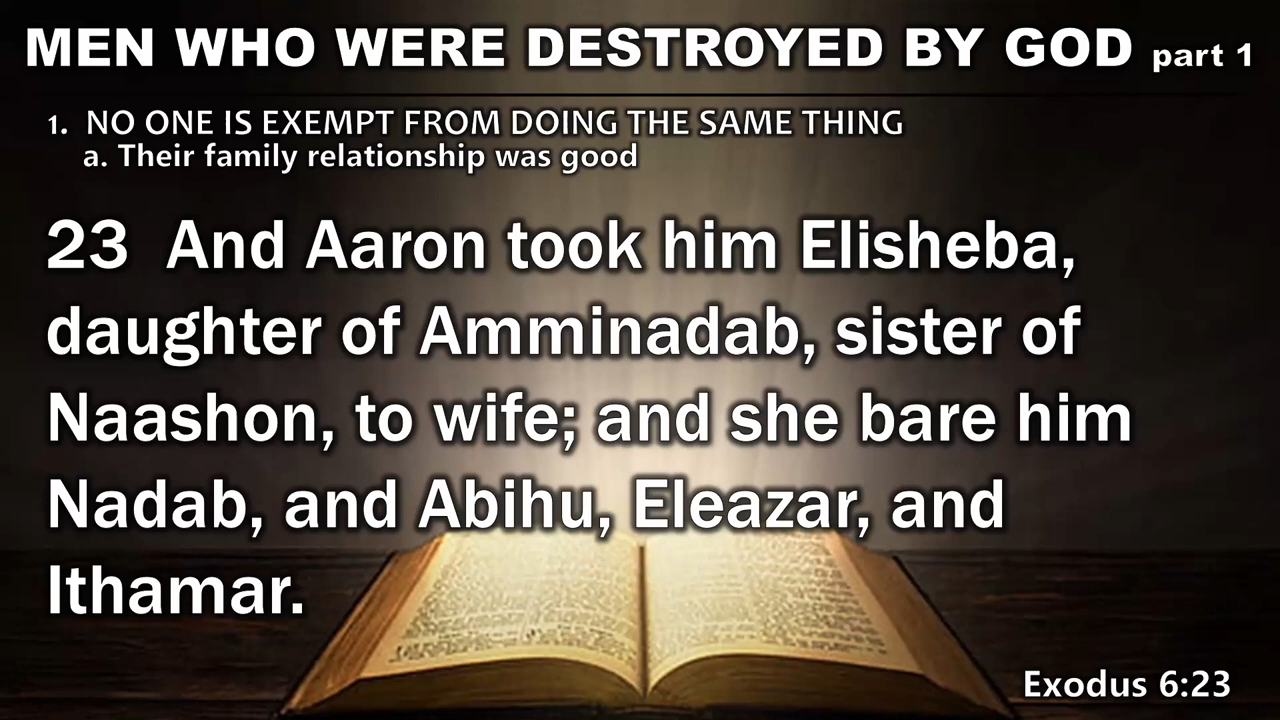 MEN WHO WERE DESTROYED BY GOD part 1
1. NO ONE IS EXEMPT FROM DOING THE SAME THING
a. Their family relationship was good
23 And Aaron took him Elisheba,
daughter of Amminadab, sister of
Naashon, to wife; and she bare him
Nadab, and Abihu, Eleazar, and
Ithamar.
Exodus 6:23